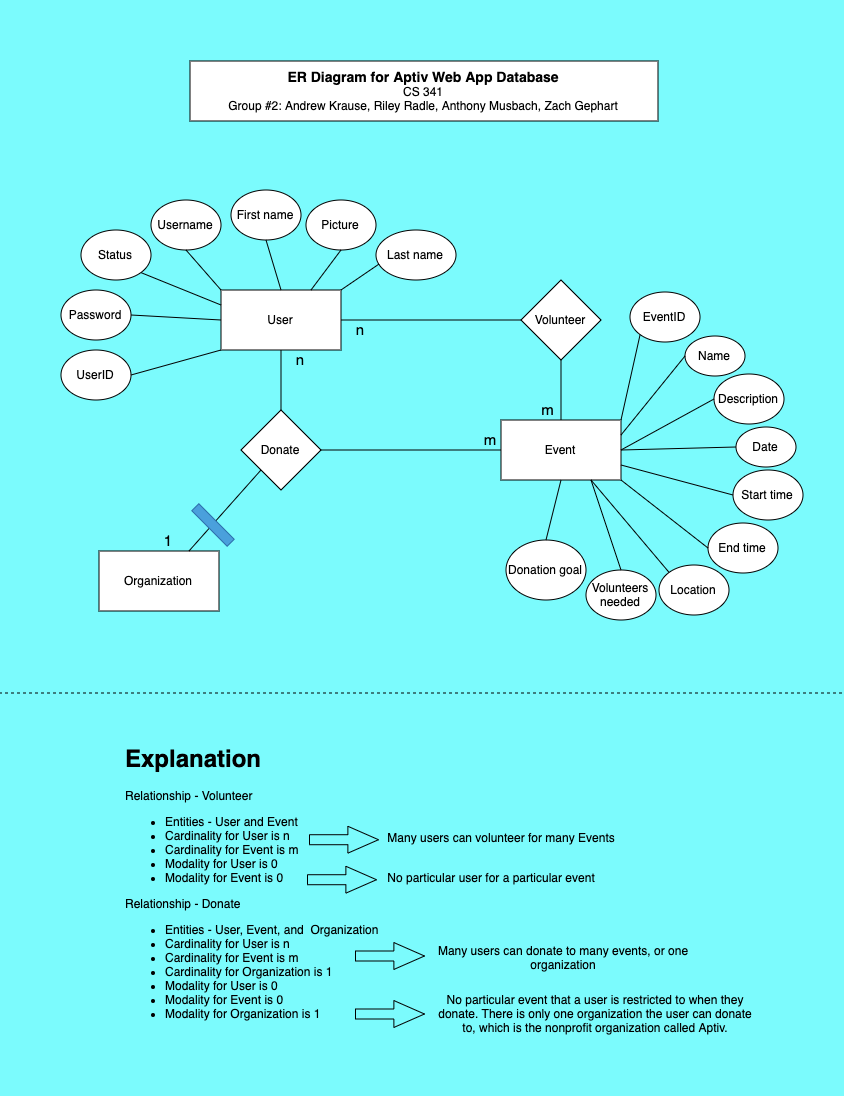 ER Diagram for Aptiv Web App Database
CS 341
Group #2: Andrew Krause, Riley Radle, Anthony Musbach, Zach Gephart
First name
Username
Picture
Status
Last name
Password
User
UserID
n
n
Volunteer
EventID
Name
Description
Date
Start time
End time
Location
Volunteers
needed
Donation goal
m
Event
m
Donate
1
Organization
Explanation
Relationship - Volunteer
• Entities - User and Event
• Cardinality for User is n
• Cardinality for Event is m
Many users can volunteer for many Events
• Modality for User is 0
• Modality for Event is 0
No particular user for a particular event
Relationship - Donate
• Entities - User, Event, and Organization
• Cardinality for User is n
• Cardinality for Event is m
• Cardinality for Organization is 1
Many users can donate to many events, or one
organization
• Modality for User is 0
• Modality for Event is 0
• Modality for Organization is 1
No particular event that a user is restricted to when they
donate. There is only one organization the user can donate
to, which is the nonprofit organization called Aptiv.